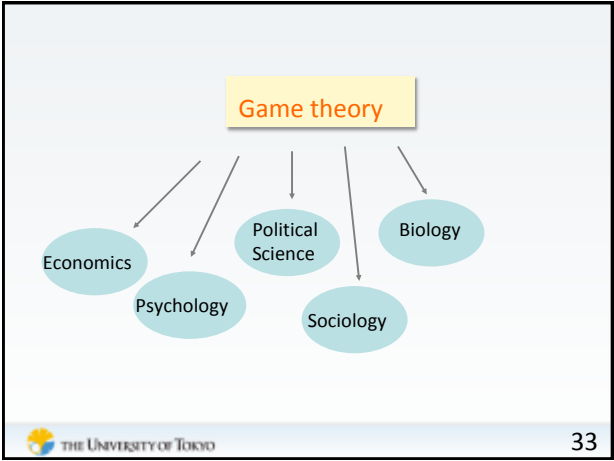 Game theory
Economics
Psychology
Political
Science
Sociology
Biology
THE UNIVERSITY OF TOKYO
33